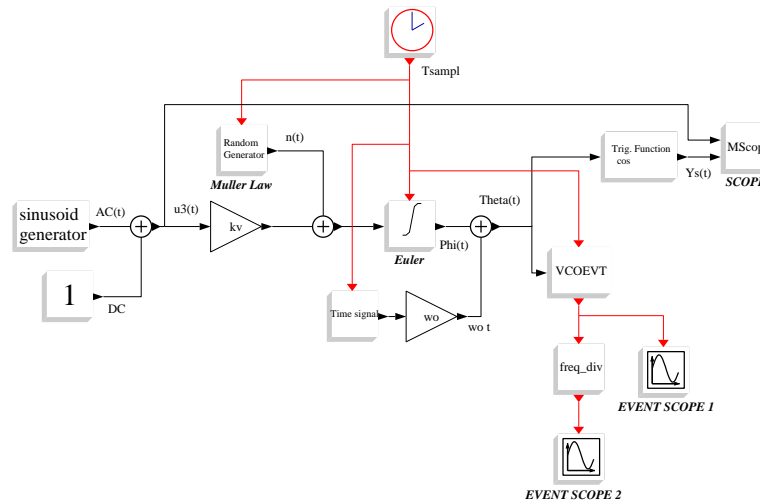 Tsampl
Random
Generator
n(t)
Muller Law
Trig. Function
cos
Ys(t)
MScop
SCOPE
sinusoid
generator
AC(t)
u3(t)
kv
Euler
Phi(t)
Theta(t)
1
DC
VCOEVT
Time signal
wo
wo t
freq_div
EVENT SCOPE 1
EVENT SCOPE 2